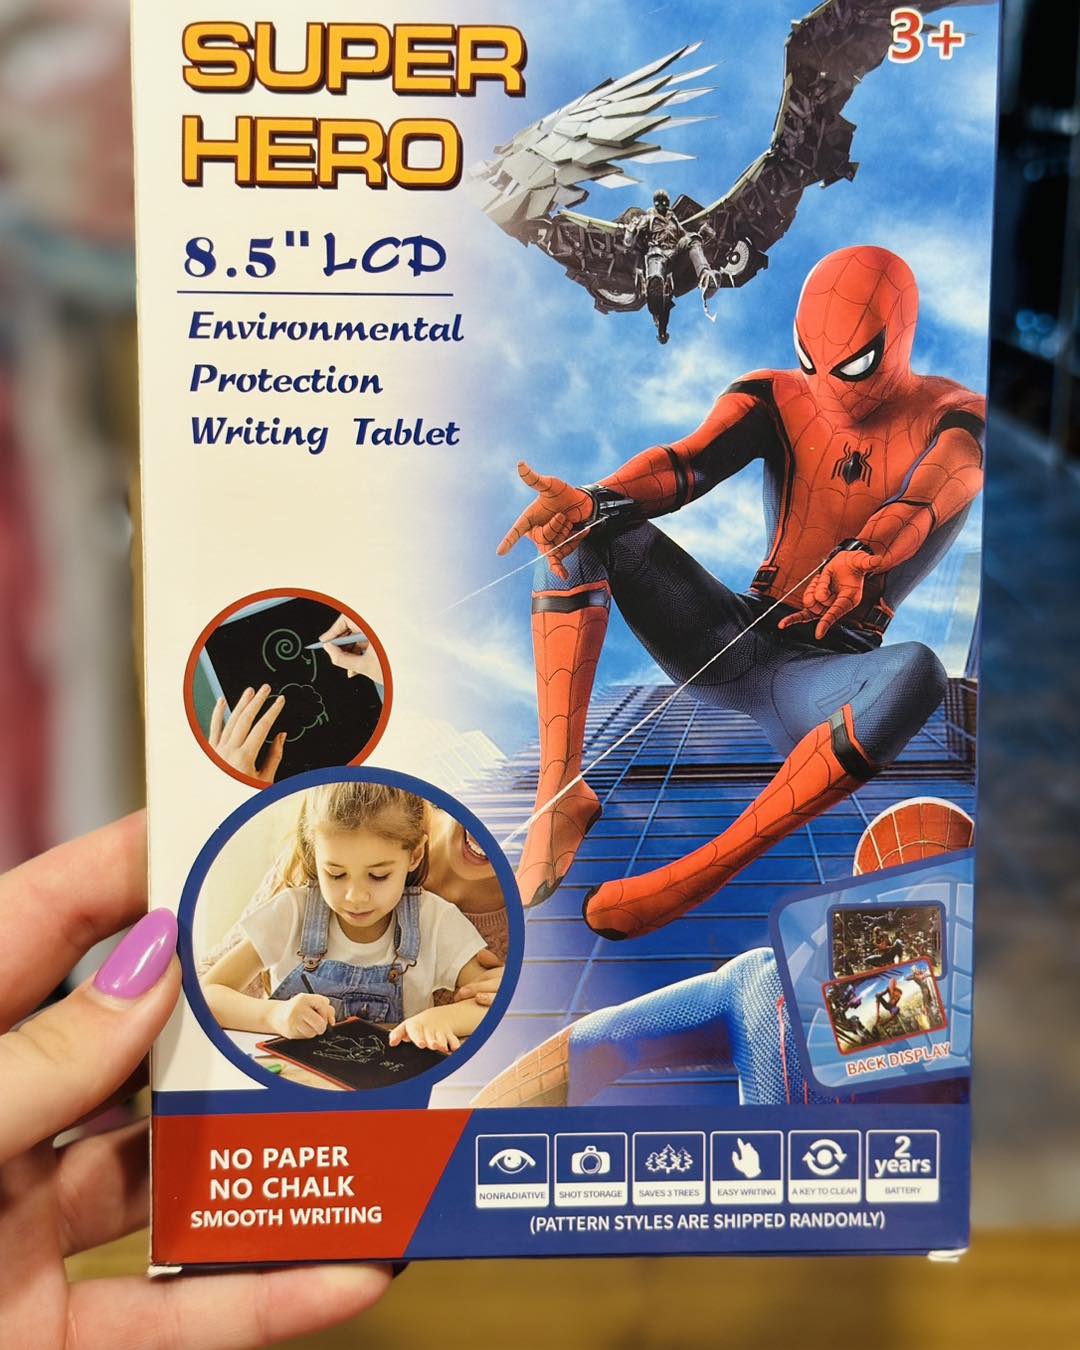 3+
SUPER
HERO
8.5" LCD
Environmental
Protection
Writing Tablet
BACK DISPLAY
NO PAPER
NO CHALK
SMOOTH WRITING
NONRADIATIVE
SHOT STORAGE
SAVES 3 TREES
EASY WRITING
A KEY TO CLEAR
2
years
BATTERY
(PATTERN STYLES ARE SHIPPED RANDOMLY)